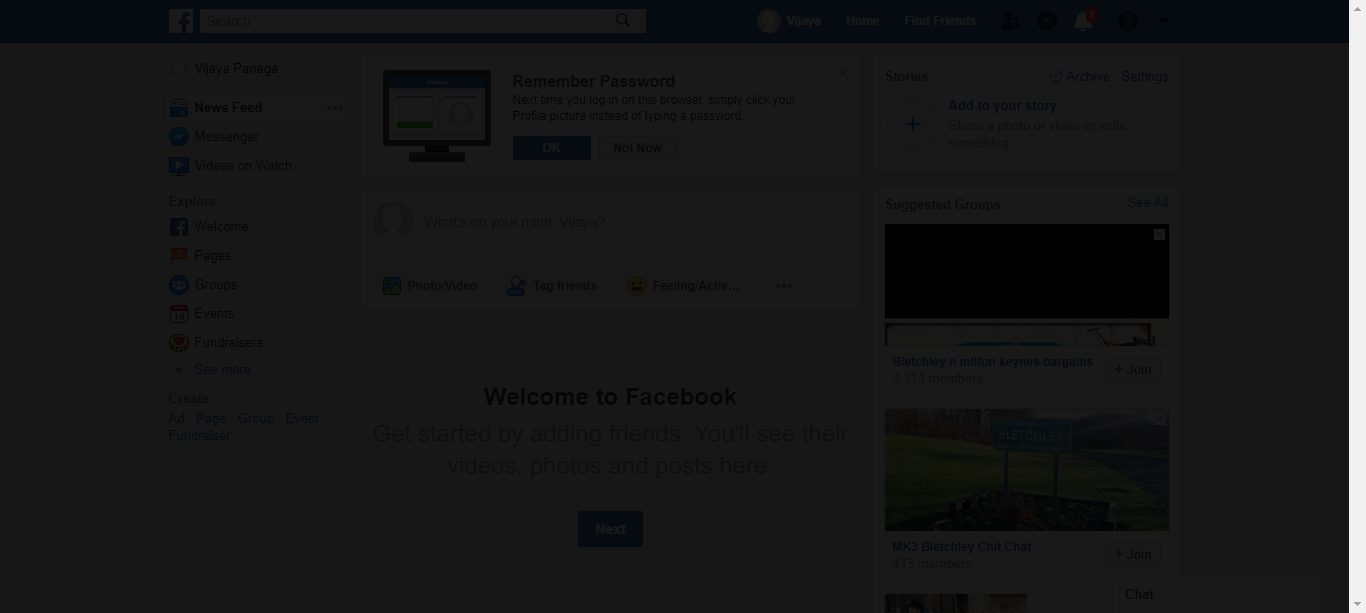 Search
Vijaya
Home
Find Friends
2
Vijaya Panaga
News Feed
Messenger
Videos on Watch
Explore
Welcome
Pages
Groups
Events
Fundraisers
See more...
Create
Ad Page Group Event
Fundraiser
Remember Password
Next time you log in on this browser, simply click your
Profile picture instead of typing a password.
OK
Not Now
What's on your mind, Vijaya?
Photo/Video
Tag friends
Feeling/Activ...
Welcome to Facebook
Get started by adding friends. You'll see their
videos, photos and posts here.
Next
Stories
Archive
Settings
Add to your story
Share a photo or video or write
something
Suggested Groups
See All
Bletchley n milton keynes bargains
3,314 members
+ Join
BLETCHLEY
MK3 Bletchley Chit Chat
413 members
+ Join
Chat